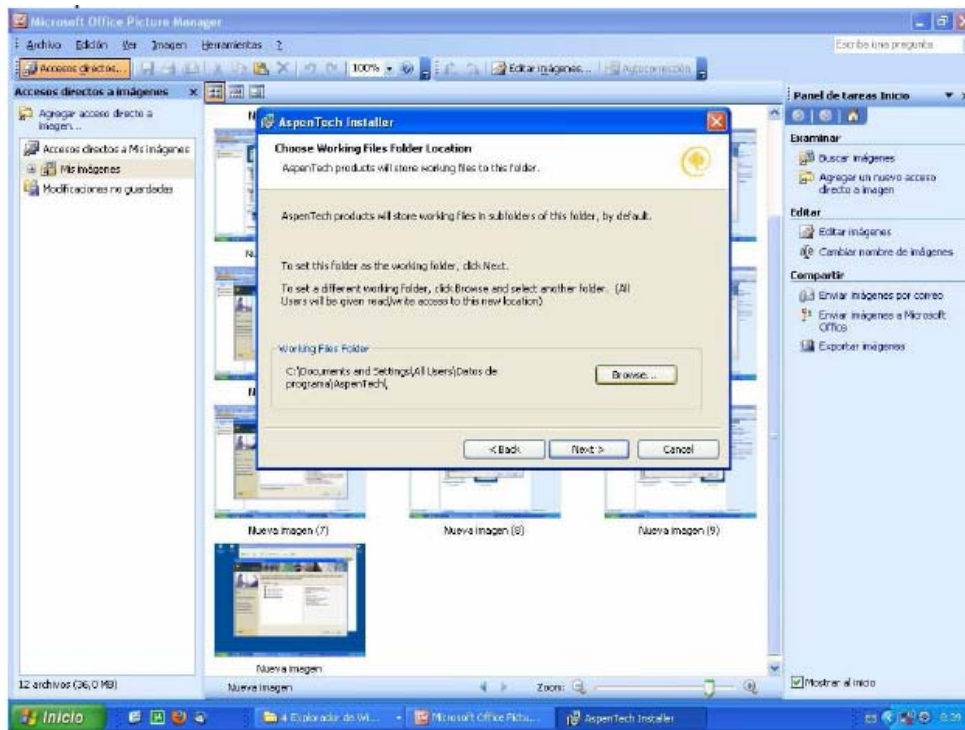 Microsoft Office Picture Manager
Archivo Edición Ver Imagen Herramientas ?
Escriba una pregunta
Accesos directos... 100% Editar imágenes... Autocorrección
Accesos directos a imágenes
Agregar acceso directo a
imagen...
Accesos directos a Mis imágenes
Mis imágenes
Modificaciones no guardadas
AspenTech Installer
Choose Working Files Folder Location
AspenTech products will store working files to this folder.
AspenTech products will store working files in subfolders of this folder, by default.
To set this folder as the working folder, click Next.
To set a different working folder, click Browse and select another folder. (All
Users will be given read/write access to this new location)
Working Files Folder
C:\Documents and Settings\All Users\Datos de
programa\AspenTech\
Browse...
< Back Next > Cancel
Nueva imagen (7) Nueva imagen (8) Nueva imagen (9)
Nueva imagen
Panel de tareas Inicio
Examinar
Buscar imágenes
Agregar un nuevo acceso
directo a imagen
Editar
Editar imágenes
Cambiar nombre de imágenes
Compartir
Enviar imágenes por correo
Enviar imágenes a Microsoft
Office
Exportar imágenes
Mostrar al inicio
12 archivos (36,0 MB) Nueva imagen Zoom:
Inicio 4 Explorador de Wi... Microsoft Office Pictu... AspenTech Installer